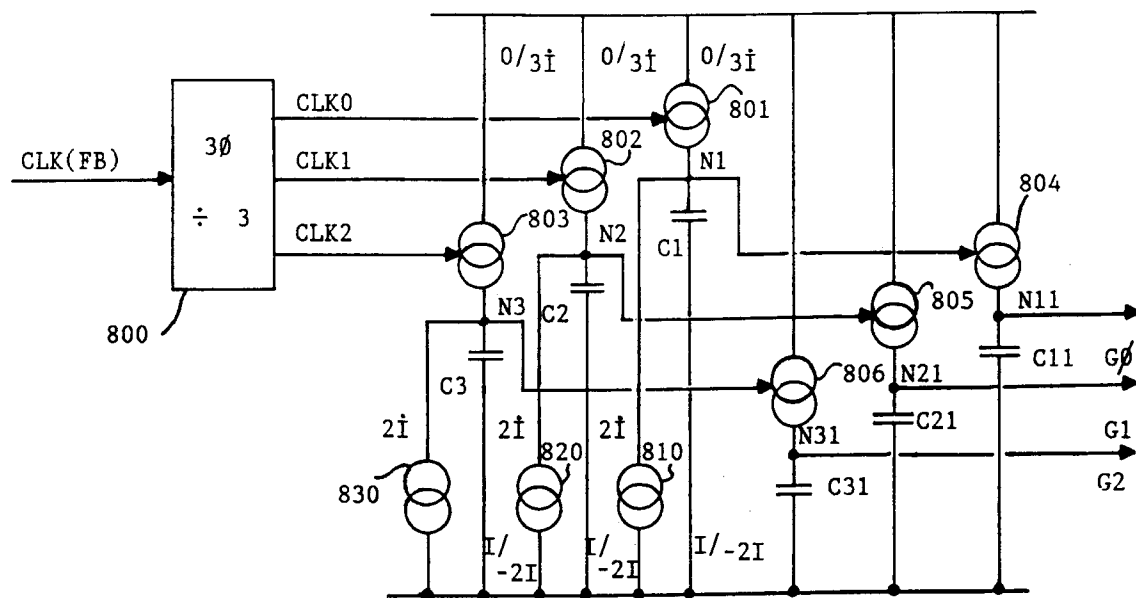 0/3i 0/3i 0/3i
801
CLK0
3Ø
802
CLK(FB)
CLK1
N1
804
÷ 3
803
CLK2
N2
C1
805
N3
N11
800
C2
C3
806
C11
GØ
N21
C21
2i 2i 820 2i 810
N31
G1
830
C31
G2
I/-2I I/-2I I/-2I